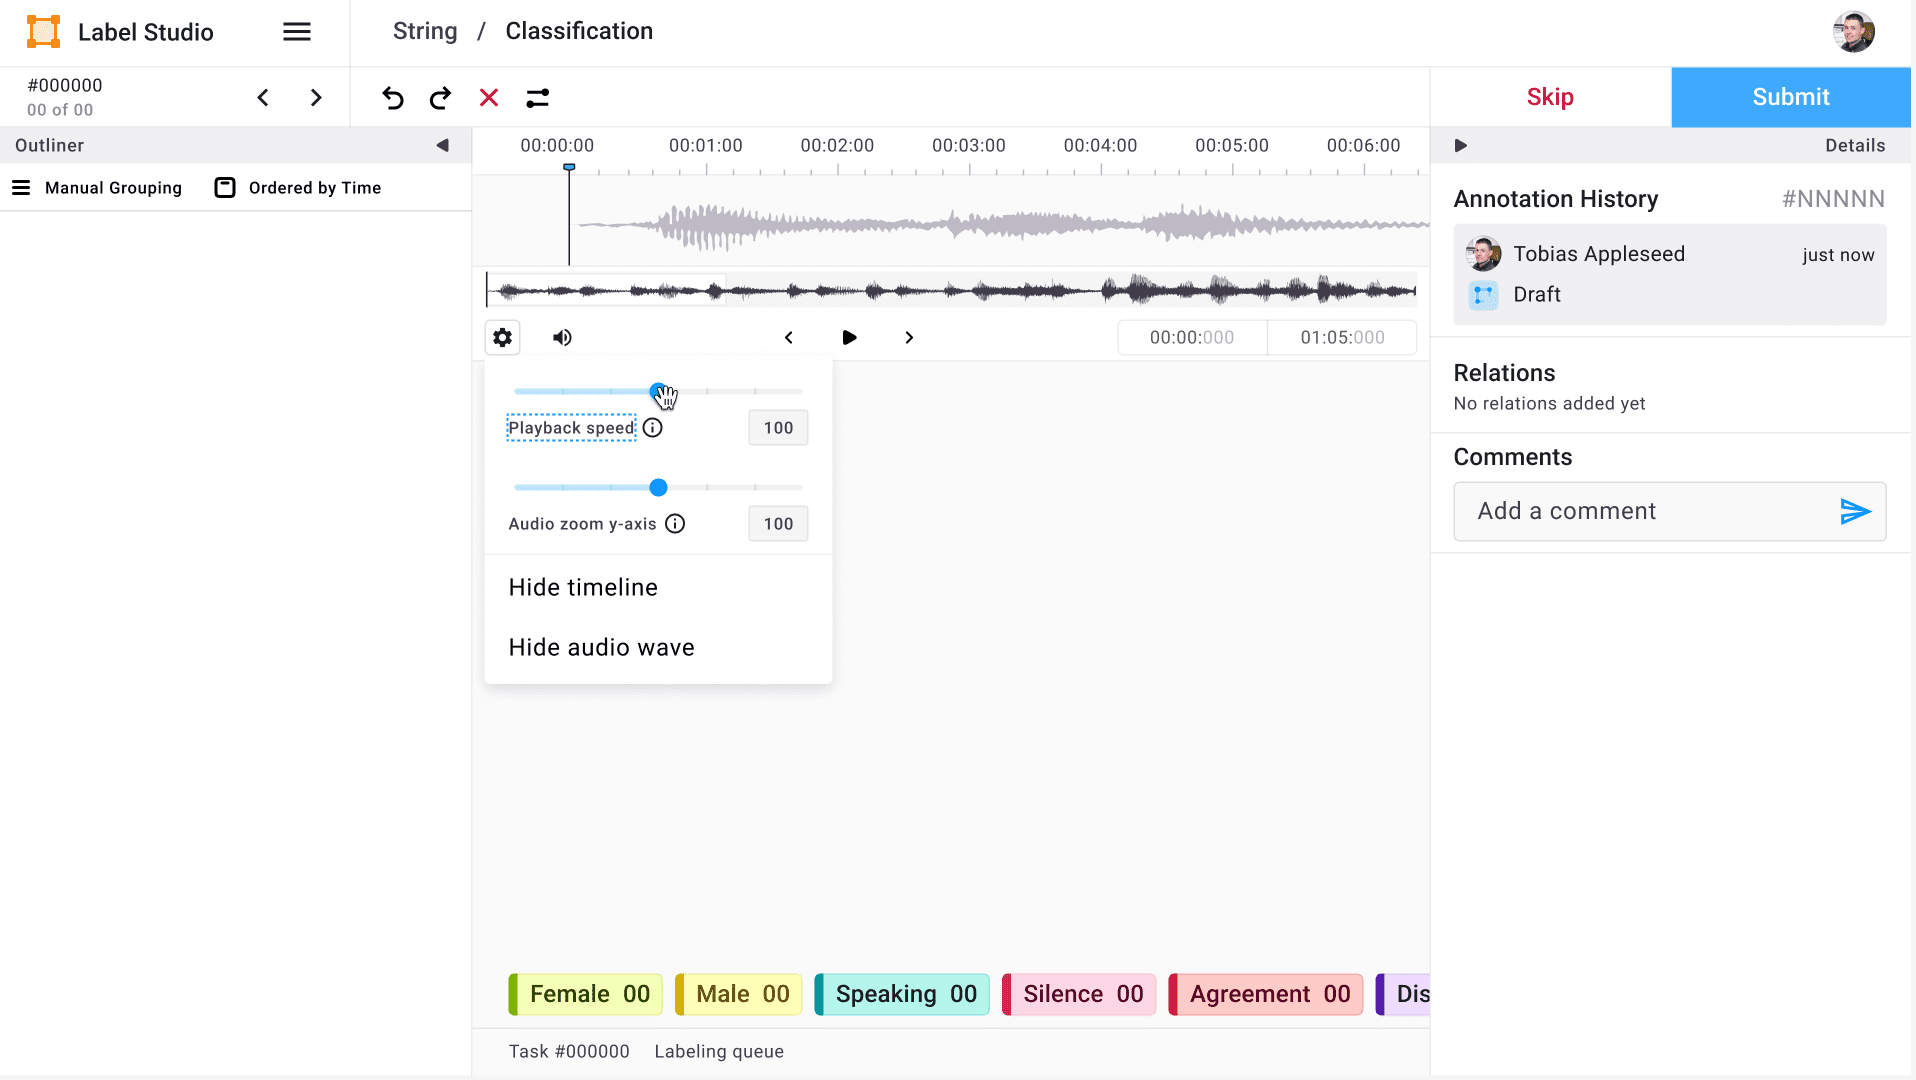 Label Studio
String / Classification
#000000
00 of 00
Skip
Submit
Outliner
Manual Grouping
Ordered by Time
00:00:00 00:01:00 00:02:00 00:03:00 00:04:00 00:05:00 00:06:00
00:00:000
01:05:000
Playback speed
100
Audio zoom y-axis
100
Hide timeline
Hide audio wave
Female 00
Male 00
Speaking 00
Silence 00
Agreement 00
Dis
Task #000000
Labeling queue
Details
Annotation History
#NNNNN
Tobias Appleseed
just now
Draft
Relations
No relations added yet
Comments
Add a comment